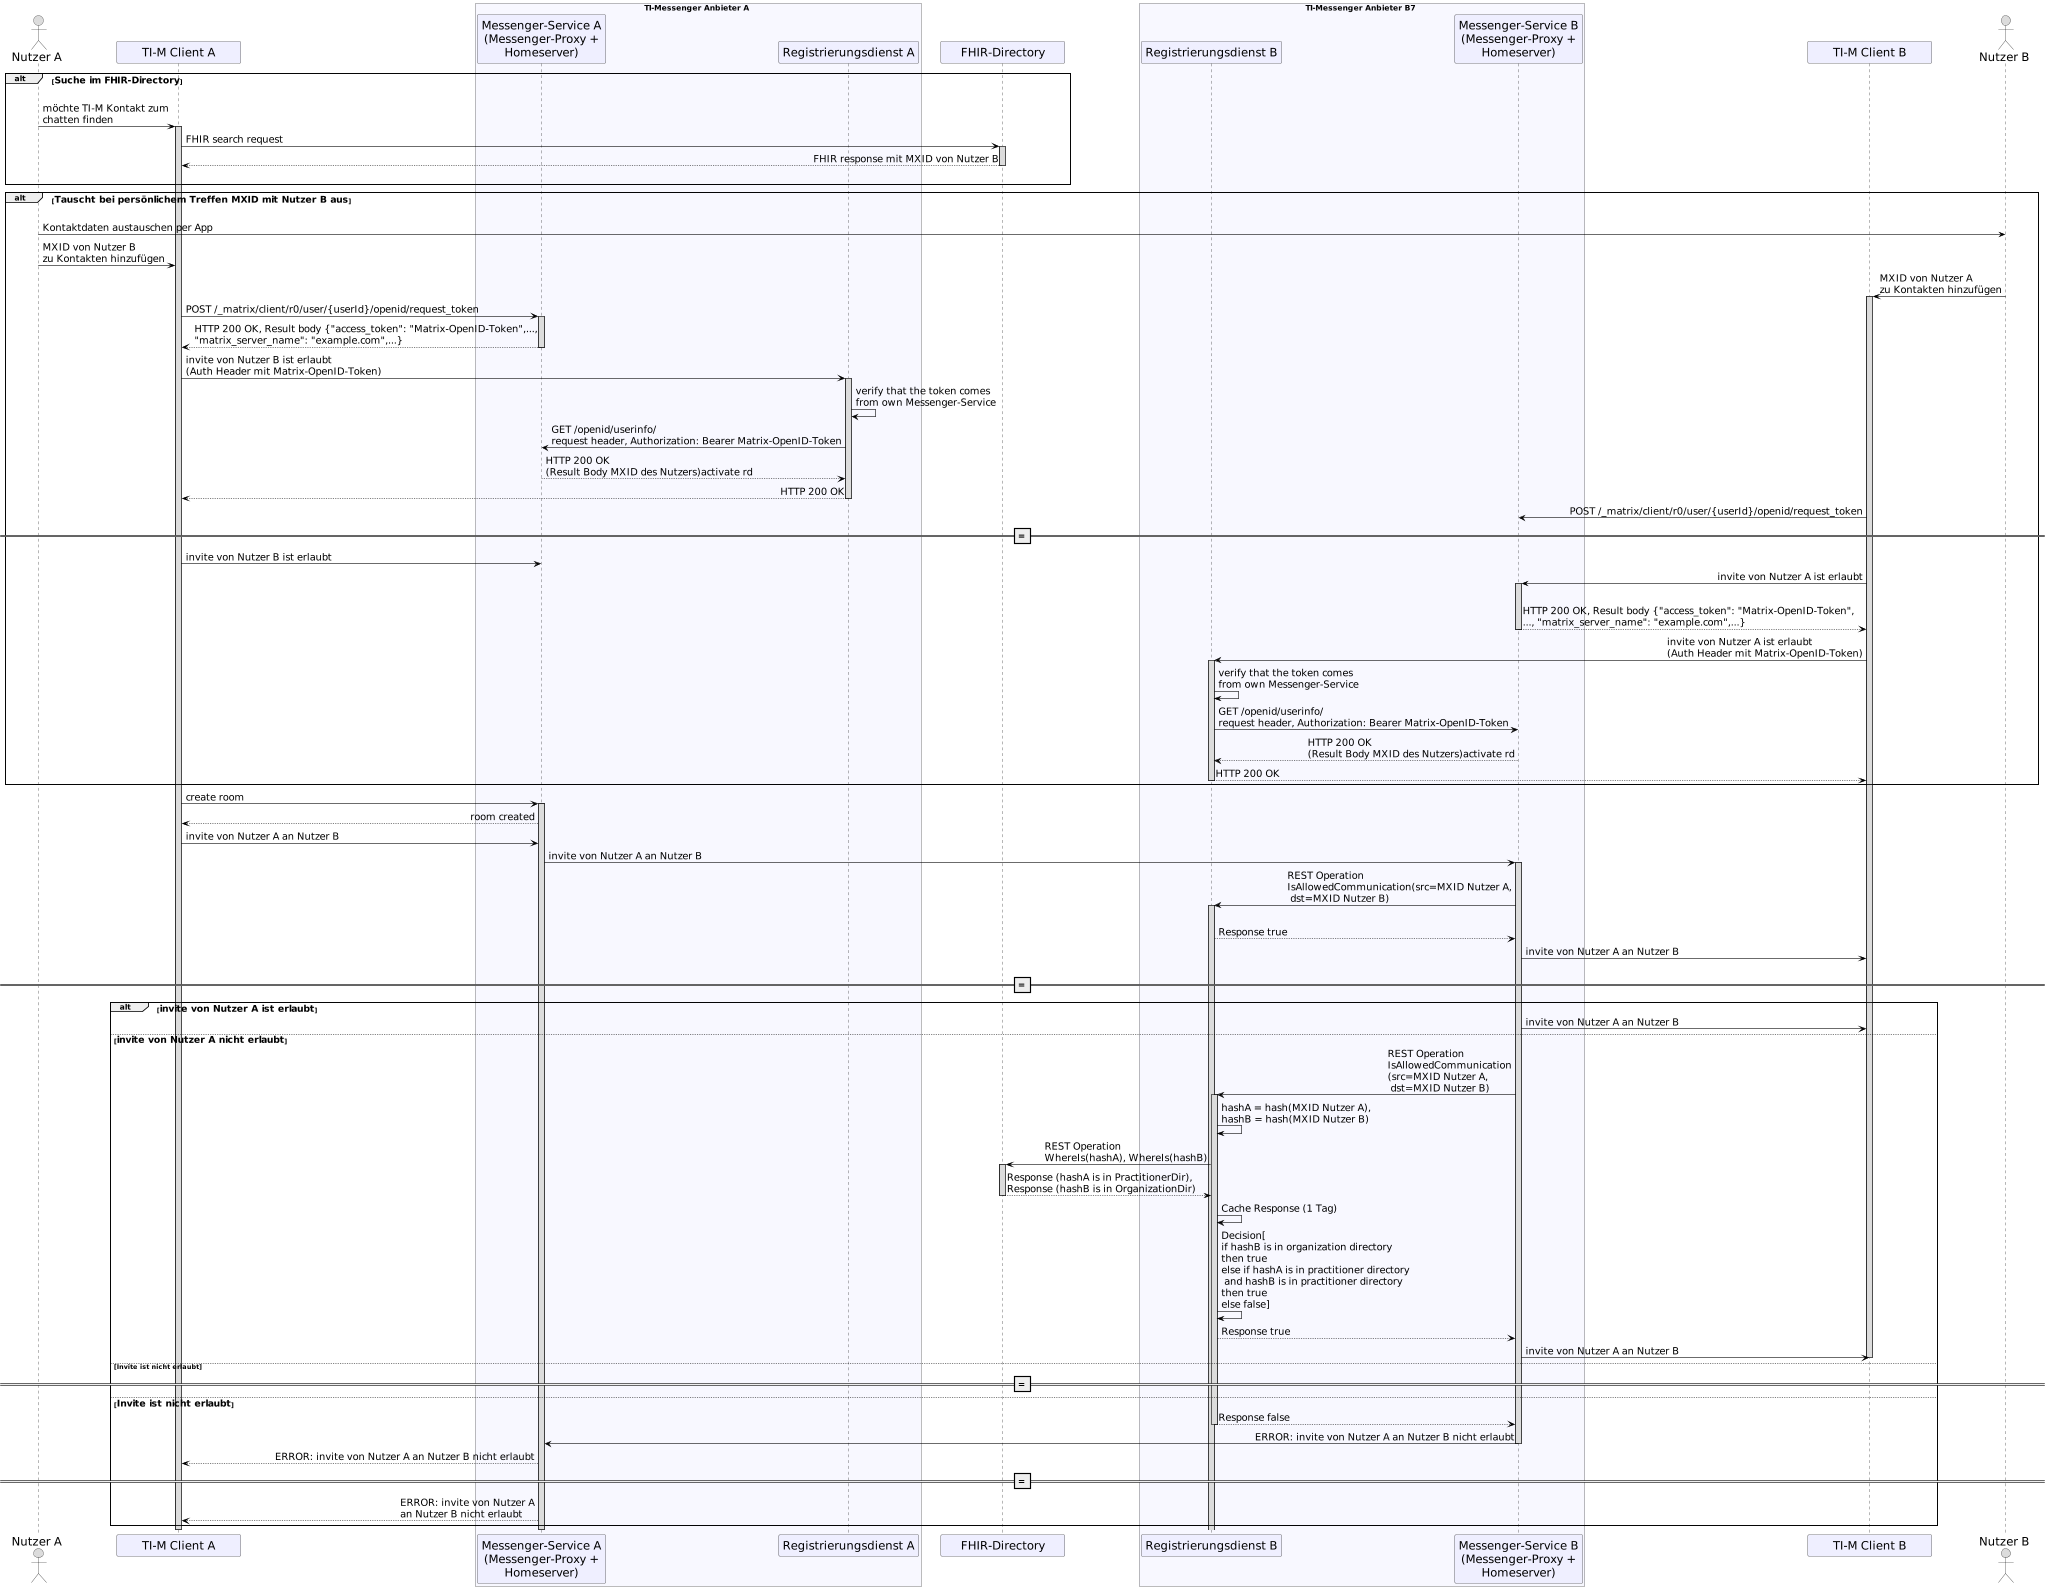 TI-Messenger Anbieter A
TI-Messenger Anbieter B7
Nutzer A
TI-M Client A
Messenger-Service A
(Messenger-Proxy +
Homeserver)
Registrierungsdienst A
FHIR-Directory
Registrierungsdienst B
Messenger-Service B
(Messenger-Proxy +
Homeserver)
TI-M Client B
Nutzer B
alt [Suche im FHIR-Directory]
möchte TI-M Kontakt zum
chatten finden
FHIR search request
FHIR response mit MXID von Nutzer B
alt [Tauscht bei persönlichem Treffen MXID mit Nutzer B aus]
Kontaktdaten austauschen per App
MXID von Nutzer B
zu Kontakten hinzufügen
MXID von Nutzer A
zu Kontakten hinzufügen
POST /_matrix/client/r0/user/{userId}/openid/request_token
HTTP 200 OK, Result body {"access_token": "Matrix-OpenID-Token",...,
"matrix_server_name": "example.com",...}
invite von Nutzer B ist erlaubt
(Auth Header mit Matrix-OpenID-Token)
verify that the token comes
from own Messenger-Service
GET /openid/userinfo/
request header, Authorization: Bearer Matrix-OpenID-Token
HTTP 200 OK
(Result Body MXID des Nutzers)activate rd
HTTP 200 OK
POST /_matrix/client/r0/user/{userId}/openid/request_token
=
invite von Nutzer B ist erlaubt
invite von Nutzer A ist erlaubt
HTTP 200 OK, Result body {"access_token": "Matrix-OpenID-Token",
..., "matrix_server_name": "example.com",...}
invite von Nutzer A ist erlaubt
(Auth Header mit Matrix-OpenID-Token)
verify that the token comes
from own Messenger-Service
GET /openid/userinfo/
request header, Authorization: Bearer Matrix-OpenID-Token
HTTP 200 OK
(Result Body MXID des Nutzers)activate rd
HTTP 200 OK
create room
room created
invite von Nutzer A an Nutzer B
invite von Nutzer A an Nutzer B
REST Operation
IsAllowedCommunication(src=MXID Nutzer A,
dst=MXID Nutzer B)
Response true
invite von Nutzer A an Nutzer B
=
alt [invite von Nutzer A ist erlaubt]
invite von Nutzer A an Nutzer B
[invite von Nutzer A nicht erlaubt]
REST Operation
IsAllowedCommunication
(src=MXID Nutzer A,
dst=MXID Nutzer B)
hashA = hash(MXID Nutzer A),
hashB = hash(MXID Nutzer B)
REST Operation
WhereIs(hashA), WhereIs(hashB)
Response (hashA is in PractitionerDir),
Response (hashB is in OrganizationDir)
Cache Response (1 Tag)
Decision[
if hashB is in organization directory
then true
else if hashA is in practitioner directory
and hashB is in practitioner directory
then true
else false]
Response true
invite von Nutzer A an Nutzer B
[Invite ist nicht erlaubt]
=
[Invite ist nicht erlaubt]
Response false
ERROR: invite von Nutzer A an Nutzer B nicht erlaubt
ERROR: invite von Nutzer A an Nutzer B nicht erlaubt
=
ERROR: invite von Nutzer A
an Nutzer B nicht erlaubt
Nutzer A
TI-M Client A
Messenger-Service A
(Messenger-Proxy +
Homeserver)
Registrierungsdienst A
FHIR-Directory
Registrierungsdienst B
Messenger-Service B
(Messenger-Proxy +
Homeserver)
TI-M Client B
Nutzer B